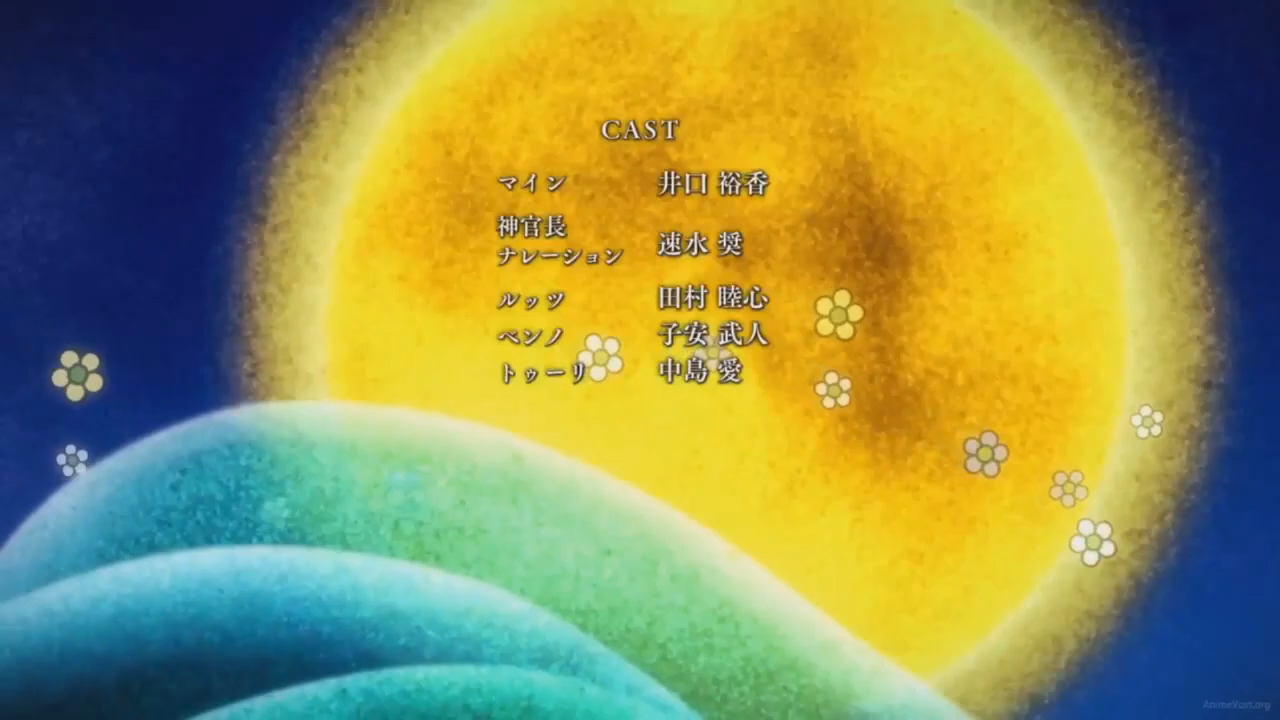 CAST
マイン 井口 裕香
神官長
ナレーション 速水 奨
ルッツ 田村 睦心
ベンノ 子安 武人
トゥーリ 中島 愛
AnimeVast.org